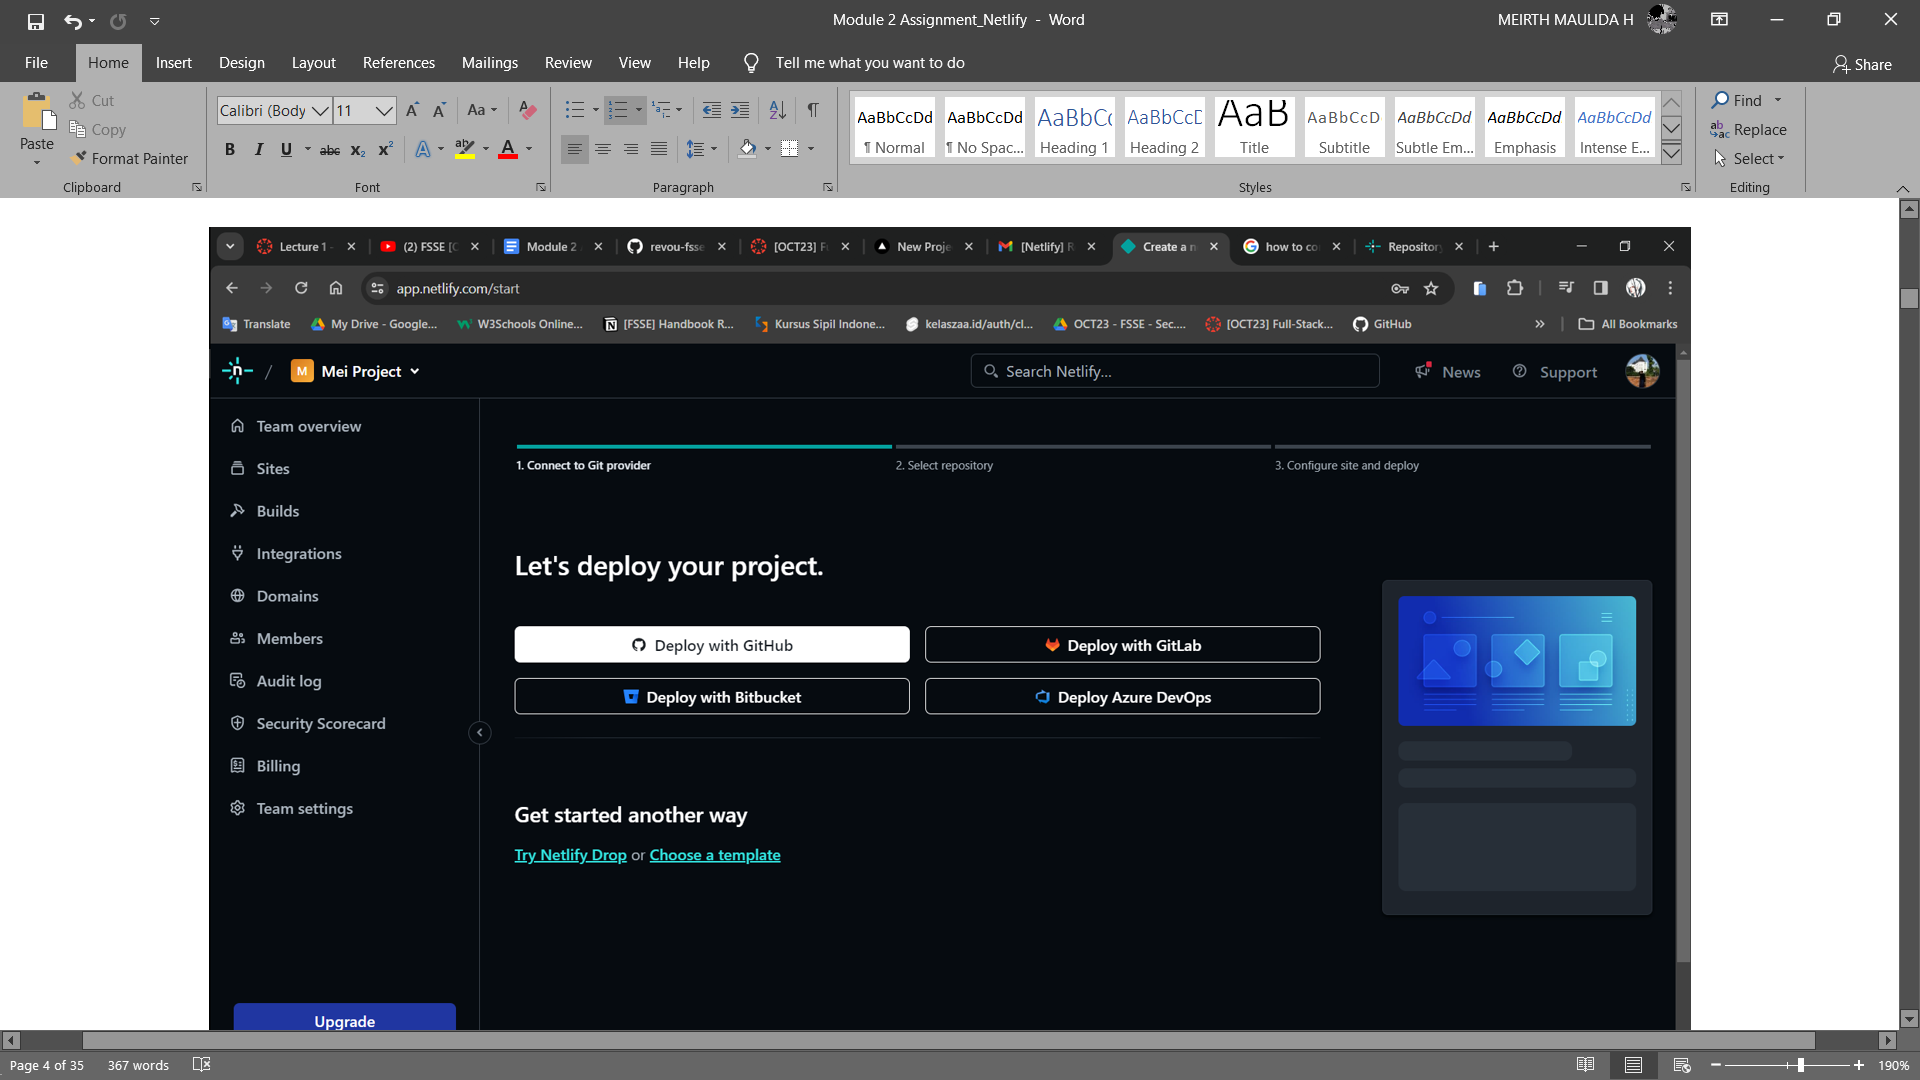 Module 2 Assignment_Netlify - Word
MEIRTH MAULIDA H
File Home Insert Design Layout References Mailings Review View Help Tell me what you want to do
Share
Paste
Cut
Copy
Format Painter
Clipboard
Calibri (Body 11
Aa
B I U abc x₂ x²
A ab A
Font
Paragraph
AaBbCcDd
¶ Normal
AaBbCcDd
¶ No Spac...
AaBbCc
Heading 1
AaBbCcD
Heading 2
AaB
Title
AaBbCcD
Subtitle
AaBbCcDd
Subtle Em...
AaBbCcDd
Emphasis
AaBbCcDd
Intense E...
Styles
Find
Replace
Select
Editing
Lecture 1 - (2) FSSE [C Module 2 revou-fsse [OCT23] Fu New Proje [Netlify] R Create a n how to co Repository
app.netlify.com/start
Translate My Drive - Google... W3Schools Online... [FSSE] Handbook R... Kursus Sipil Indone... kelaszaa.id/auth/cl... OCT23 - FSSE - Sec.... [OCT23] Full-Stack... GitHub » All Bookmarks
n / M Mei Project
Search Netlify...
News Support
Team overview
Sites
Builds
Integrations
Domains
Members
Audit log
Security Scorecard
Billing
Team settings
Upgrade
1. Connect to Git provider
2. Select repository
3. Configure site and deploy
Let's deploy your project.
Deploy with GitHub
Deploy with GitLab
Deploy with Bitbucket
Deploy Azure DevOps
Get started another way
Try Netlify Drop or Choose a template
Page 4 of 35 367 words
190%